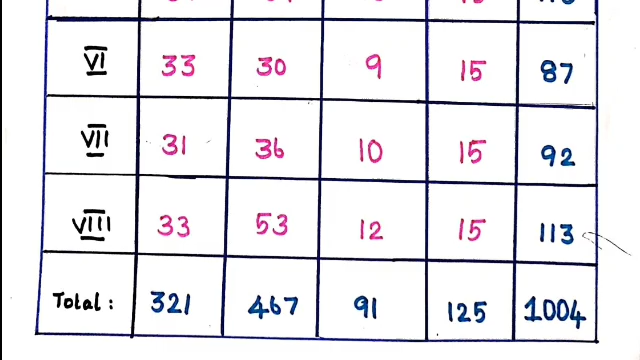 VI 33 30 9 15 87
VII 31 36 10 15 92
VIII 33 53 12 15 113
Total: 321 467 91 125 1004